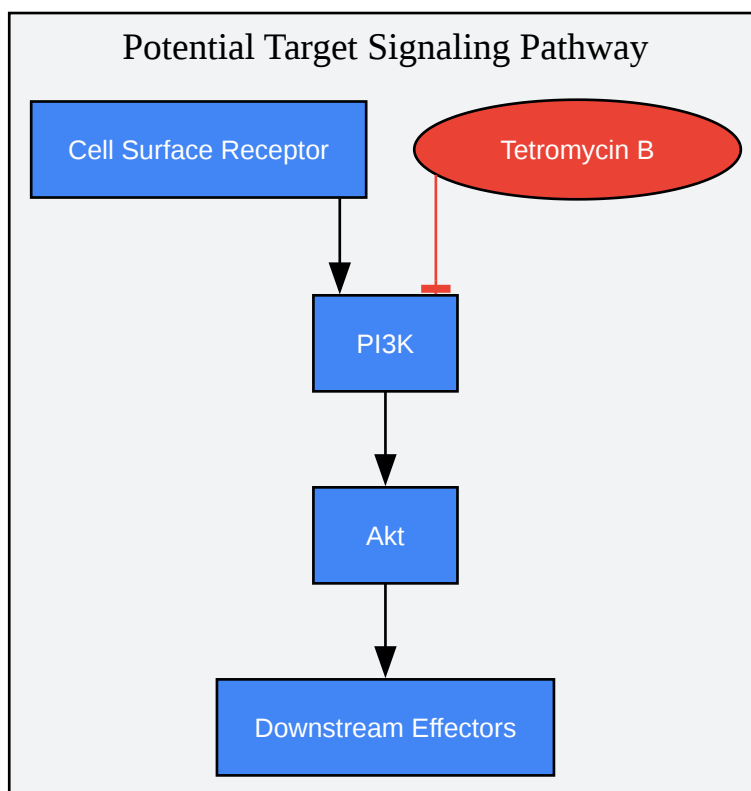 Potential Target Signaling Pathway
Cell Surface Receptor
Tetromycin B
PI3K
Akt
Downstream Effectors